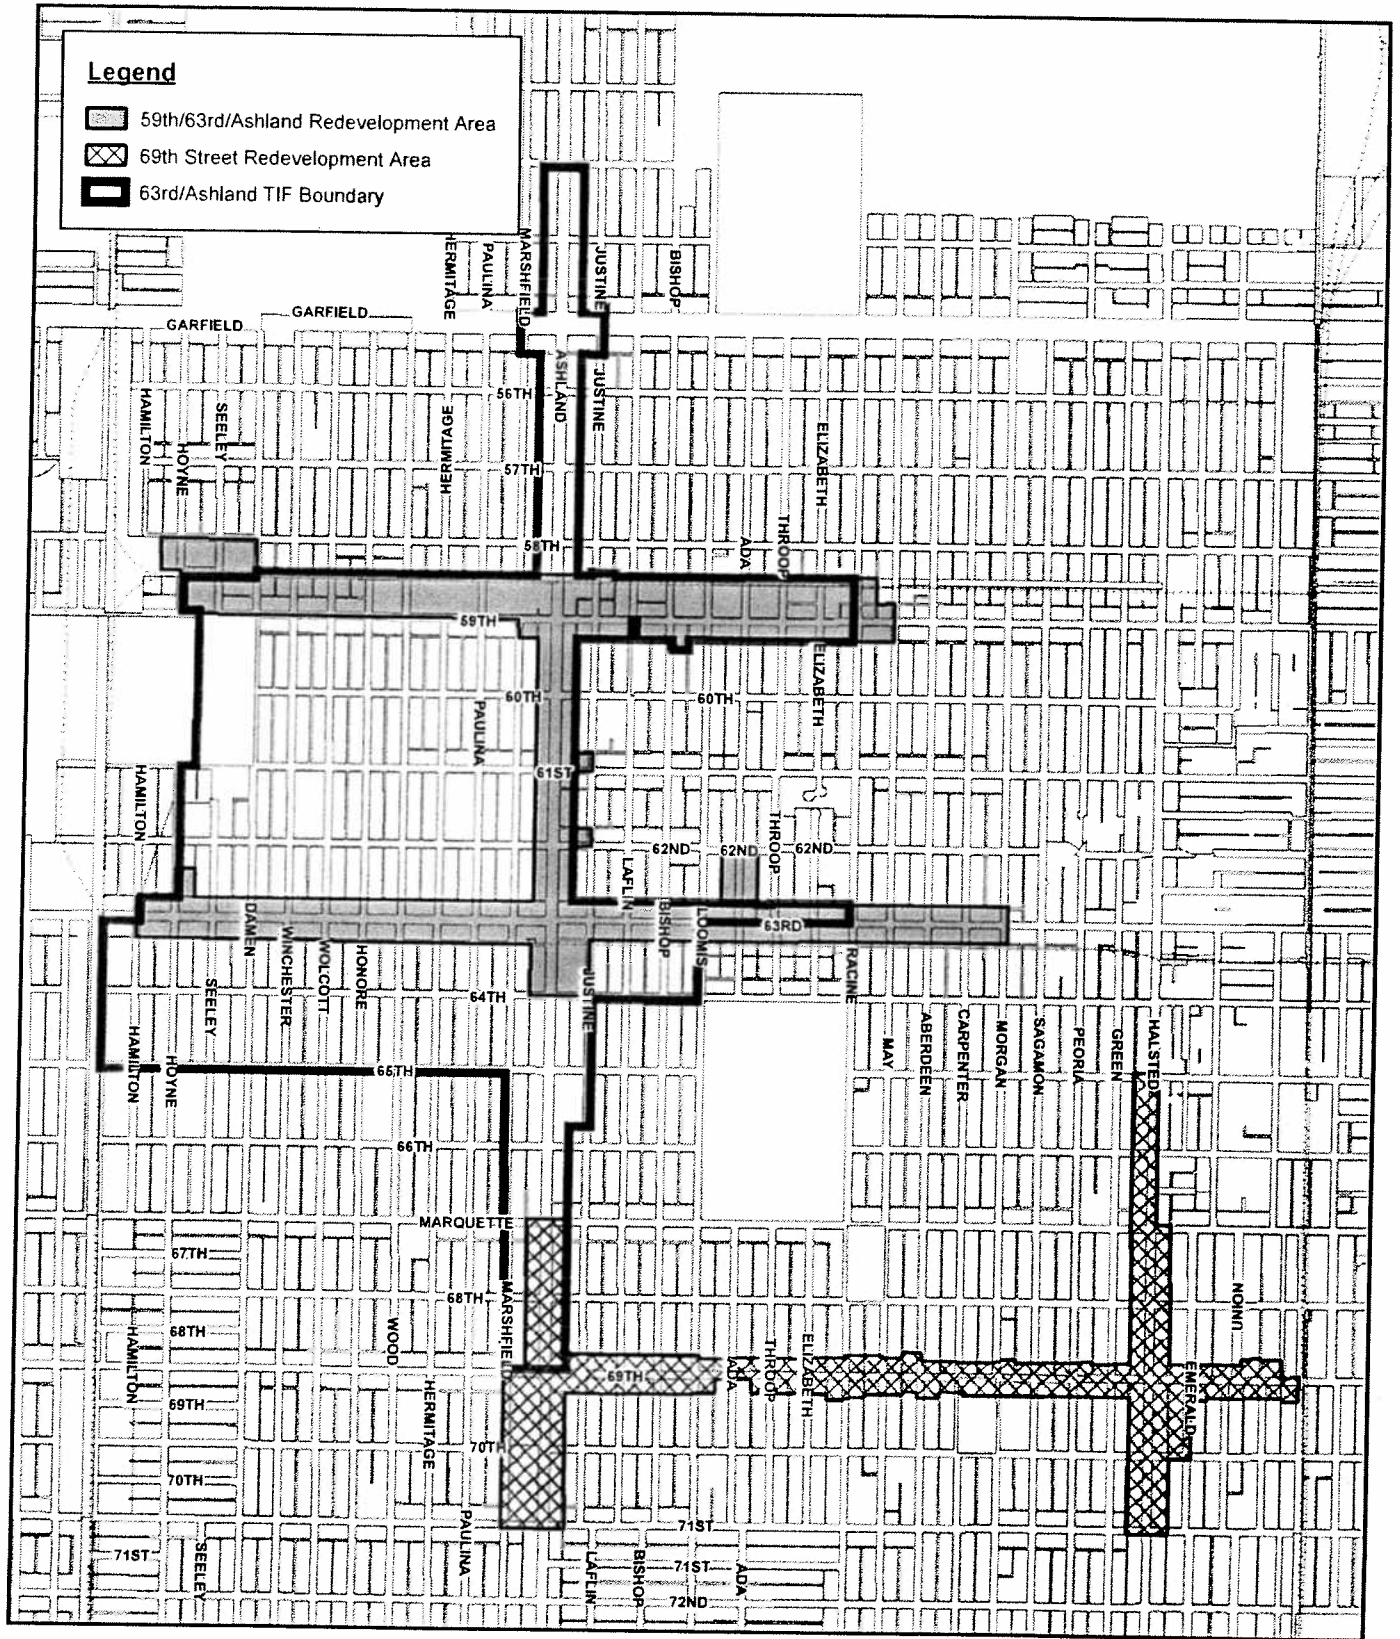 Legend
59th/63rd/Ashland Redevelopment Area
69th Street Redevelopment Area
63rd/Ashland TIF Boundary
HERMITAGE
PAULINA
MARSHFIELD
JUSTINE
BISHOP
GARFIELD
GARFIELD
ASHLAND
JUSTINE
56TH
HAMILTON
SEELEY
HOYNE
HERMITAGE
ELIZABETH
57TH
58TH
ADA
THROOP
59TH
60TH
60TH
ELIZABETH
PAULINA
61ST
HAMILTON
THROOP
62ND
62ND
62ND
LAFLIN
BISHOP
LOOMIS
63RD
DAMEN
WINCHESTER
WOLCOTT
HONORE
SEELEY
64TH
JUSTINE
RACINE
MAY
ABERDEEN
CARPENTER
MORGAN
SAGAMON
PEORIA
GREEN
HALSTED
HAMILTON
HOYNE
65TH
66TH
MARQUETTE
67TH
68TH
MARSHFIELD
UNION
68TH
HAMILTON
WOOD
69TH
ADA
THROOP
ELIZABETH
EMERALD
69TH
HERMITAGE
70TH
70TH
PAULINA
71ST
71ST
SEELEY
LAFLIN
BISHOP
71ST
ADA
72ND